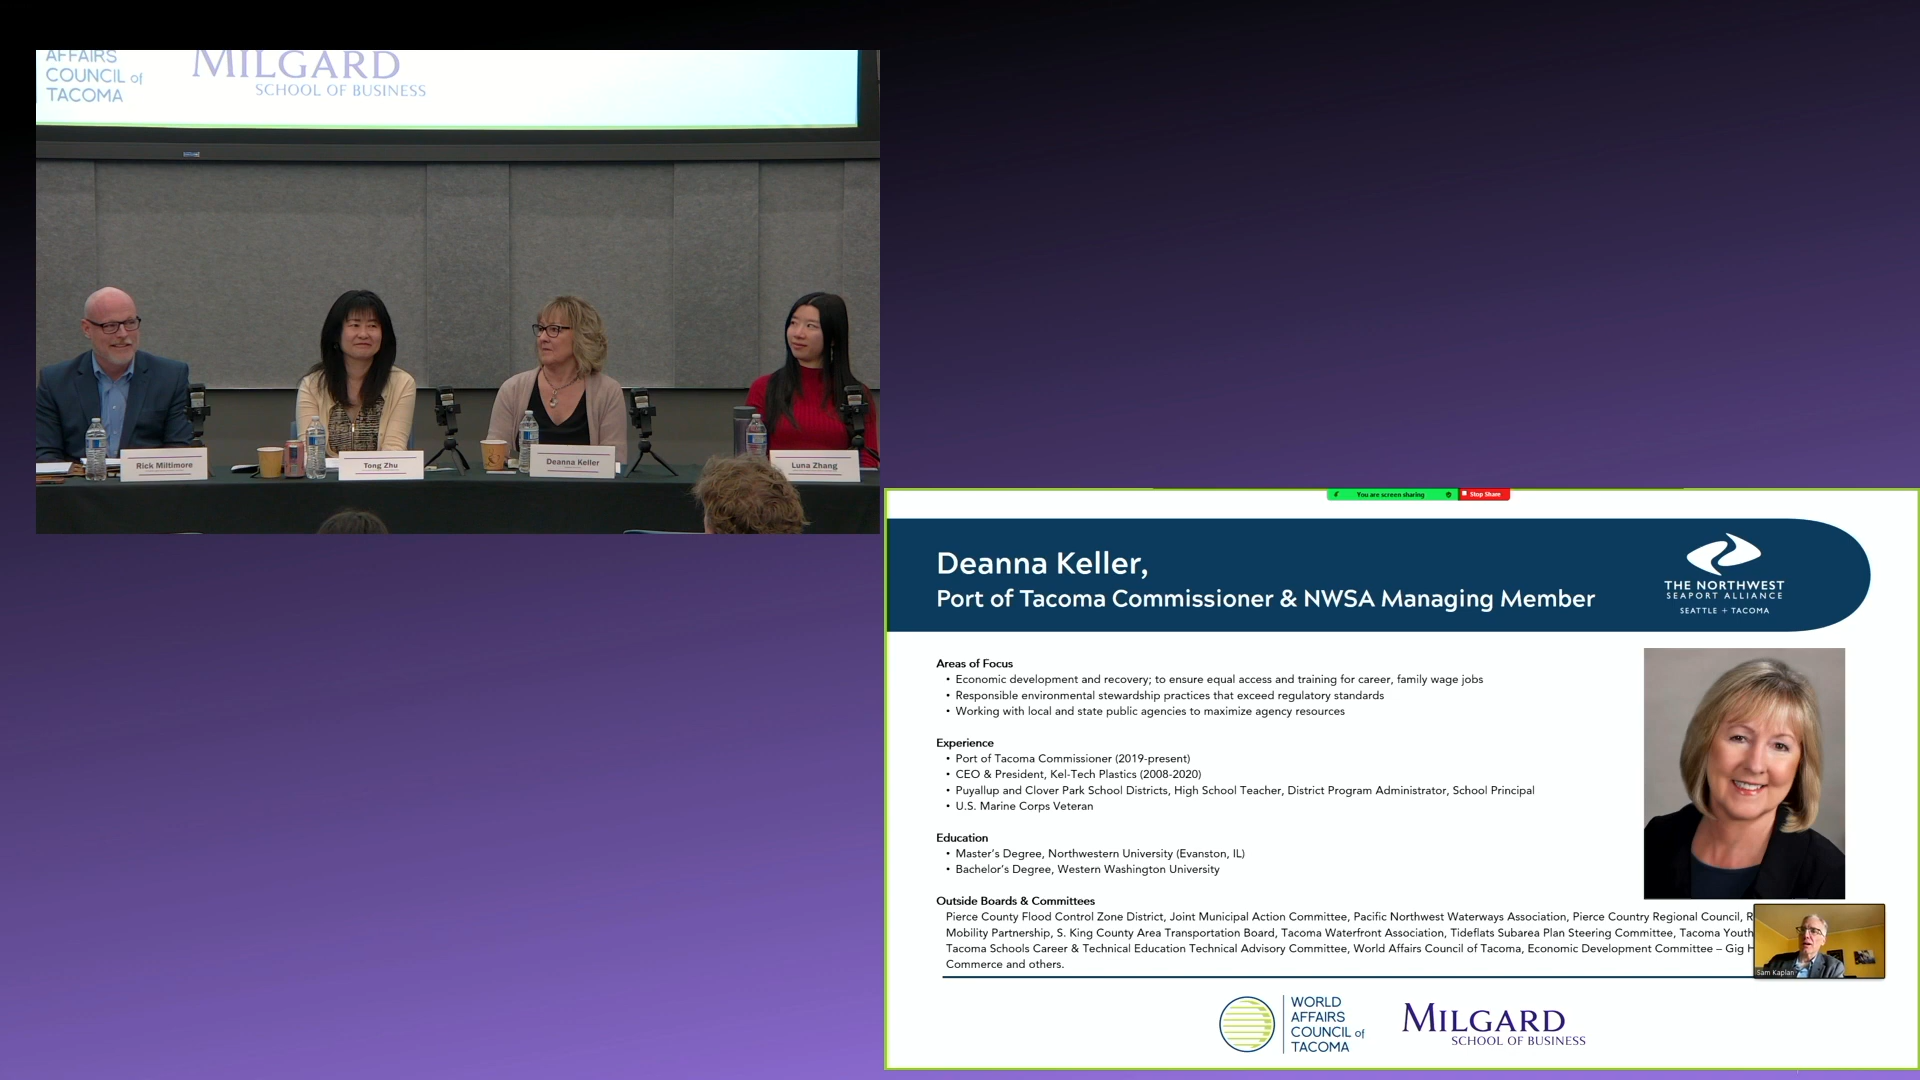 AFFAIRS
COUNCIL of
TACOMA
MILGARD
SCHOOL OF BUSINESS
Rick Miltimore
Tong Zhu
Deanna Keller
Luna Zhang
You are screen sharing
Stop Share
Deanna Keller,
Port of Tacoma Commissioner & NWSA Managing Member
THE NORTHWEST
SEAPORT ALLIANCE
SEATTLE + TACOMA
Areas of Focus
• Economic development and recovery; to ensure equal access and training for career, family wage jobs
• Responsible environmental stewardship practices that exceed regulatory standards
• Working with local and state public agencies to maximize agency resources
Experience
• Port of Tacoma Commissioner (2019-present)
• CEO & President, Kel-Tech Plastics (2008-2020)
• Puyallup and Clover Park School Districts, High School Teacher, District Program Administrator, School Principal
• U.S. Marine Corps Veteran
Education
• Master's Degree, Northwestern University (Evanston, IL)
• Bachelor's Degree, Western Washington University
Outside Boards & Committees
Pierce County Flood Control Zone District, Joint Municipal Action Committee, Pacific Northwest Waterways Association, Pierce Country Regional Council, R
Mobility Partnership, S. King County Area Transportation Board, Tacoma Waterfront Association, Tideflats Subarea Plan Steering Committee, Tacoma Youth
Tacoma Schools Career & Technical Education Technical Advisory Committee, World Affairs Council of Tacoma, Economic Development Committee – Gig H
Commerce and others.
Sam Kaplan
WORLD
AFFAIRS
COUNCIL of
TACOMA
MILGARD
SCHOOL OF BUSINESS